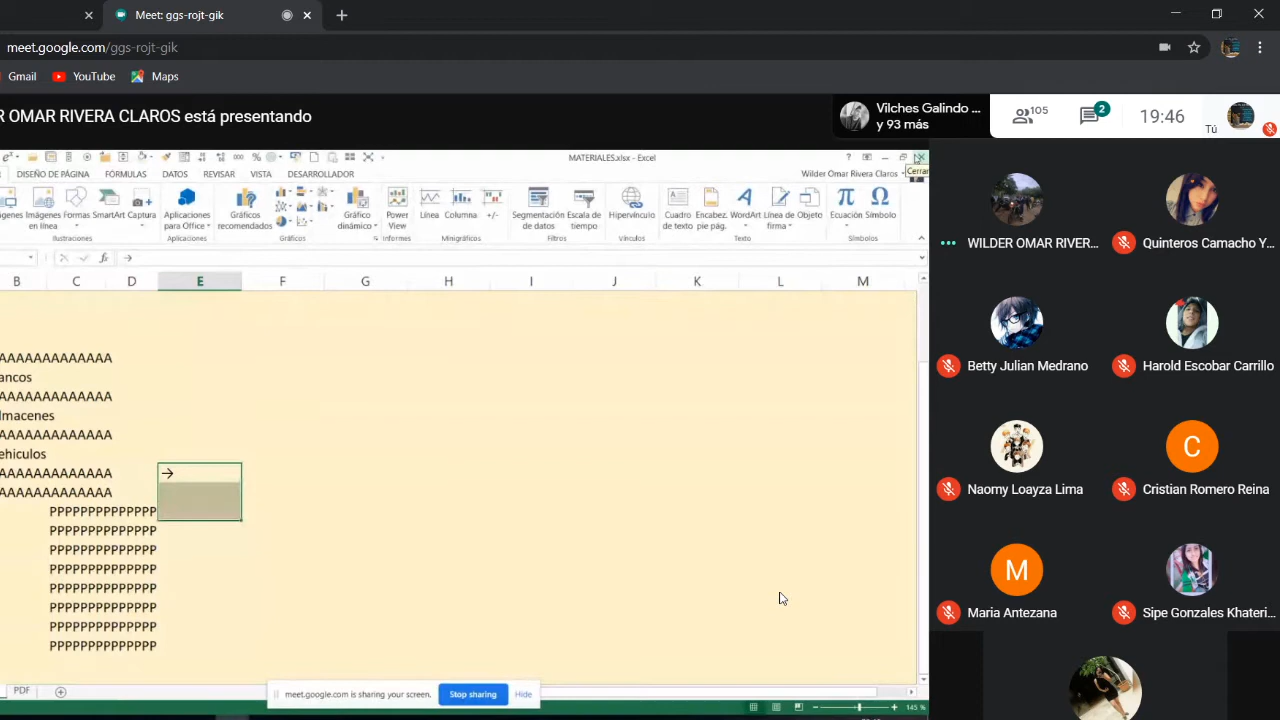 Meet: ggs-rojt-gik
meet.google.com/ggs-rojt-gik
Gmail YouTube Maps
R OMAR RIVERA CLAROS está presentando
Vilches Galindo ...
y 93 más
105
2
19:46
Tú
MATERIALES.xlsx - Excel
Cerrar
DISEÑO DE PÁGINA FÓRMULAS DATOS REVISAR VISTA DESARROLLADOR
Wilder Omar Rivera Claros
ágenes Imágenes en línea Formas SmartArt Captura
Ilustraciones
Aplicaciones para Office
Aplicaciones
Gráficos recomendados
Gráficos
Gráfico dinámico
Power View
Informes
Línea Columna +/-
Minigráficos
Segmentación de datos Escala de tiempo
Filtros
Hipervínculo
Vínculos
Cuadro de texto Encabez. pie pág. WordArt Línea de firma Objeto
Texto
Ecuación Símbolo
Símbolos
fx →
B C D E F G H I J K L M
AAAAAAAAAAAAA
ancos
AAAAAAAAAAAAA
lmacenes
AAAAAAAAAAAAA
ehiculos
AAAAAAAAAAAAA →
AAAAAAAAAAAAA
PPPPPPPPPPPPPP
PPPPPPPPPPPPPP
PPPPPPPPPPPPPP
PPPPPPPPPPPPPP
PPPPPPPPPPPPPP
PPPPPPPPPPPPPP
PPPPPPPPPPPPPP
PPPPPPPPPPPPPP
PDF
meet.google.com is sharing your screen. Stop sharing Hide
145 %
WILDER OMAR RIVER...
Quinteros Camacho Y...
Betty Julian Medrano
Harold Escobar Carrillo
Naomy Loayza Lima
C
Cristian Romero Reina
M
Maria Antezana
Sipe Gonzales Khateri...